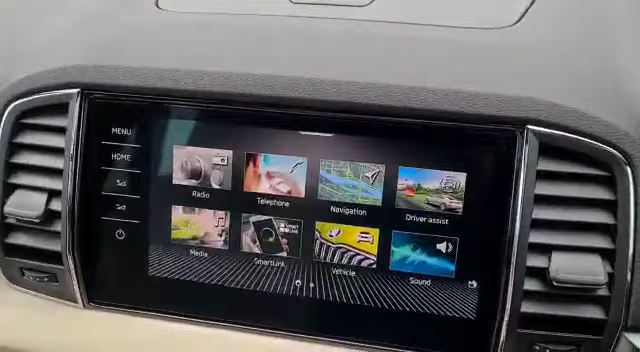 MENU
HOME
Radio
Telephone
Navigation
Driver assist
Media
SmartLink
Vehicle
Sound